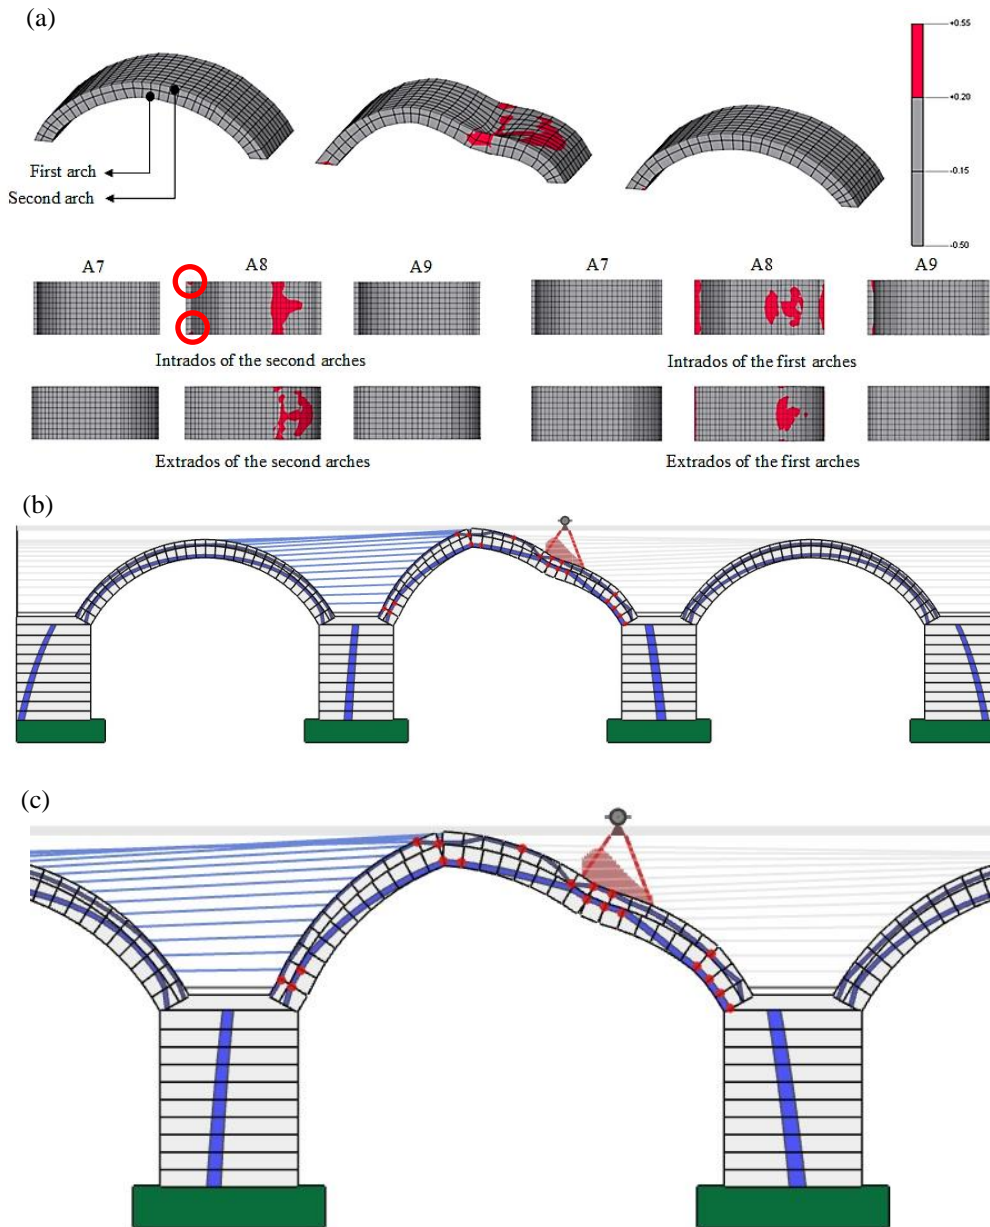 (a)
+0.55
+0.20
-0.15
-0.50
First arch
Second arch
A7 A8 A9 A7 A8 A9
Intrados of the second arches Intrados of the first arches
Extrados of the second arches Extrados of the first arches
(b)
(c)